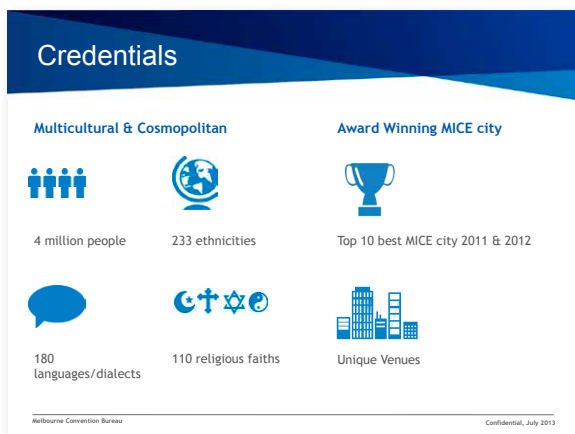 Credentials
Multicultural & Cosmopolitan
Award Winning MICE city
4 million people
233 ethnicities
Top 10 best MICE city 2011 & 2012
180
languages/dialects
110 religious faiths
Unique Venues
Melbourne Convention Bureau
Confidential, July 2013